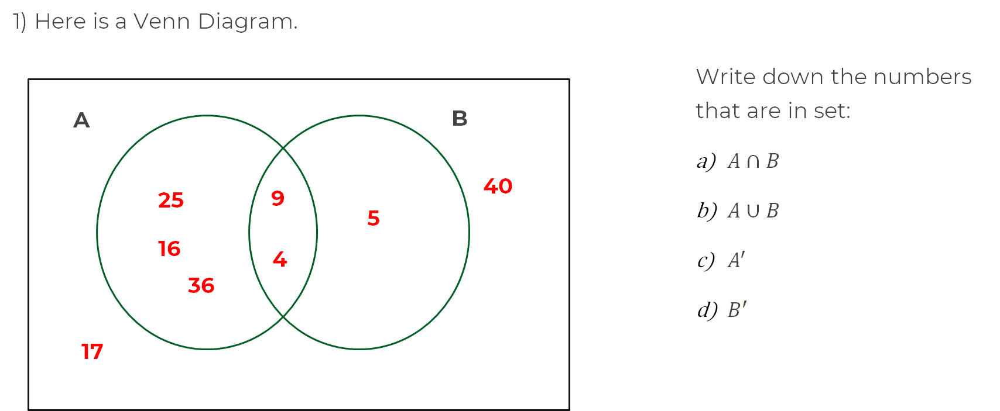 1) Here is a Venn Diagram.
Write down the numbers
that are in set:
A
B
25
9
40
5
16
4
36
17
a) A ∩ B
b) A ∪ B
c) A′
d) B′